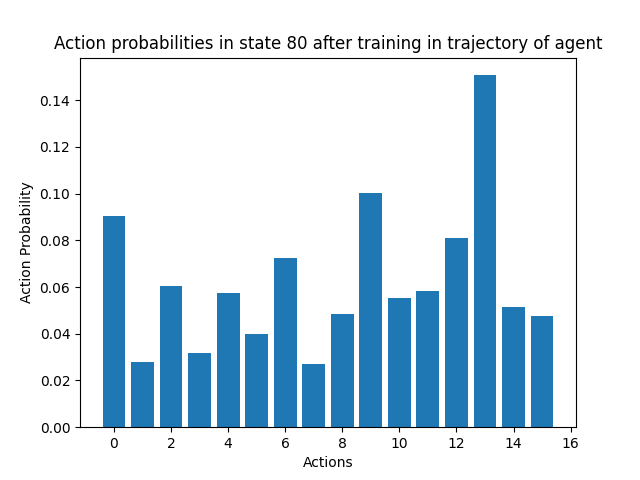 Action probabilities in state 80 after training in trajectory of agent
0.14
0.12
0.10
0.08
0.06
0.04
0.02
0.00
Action Probability
0 2 4 6 8 10 12 14 16
Actions